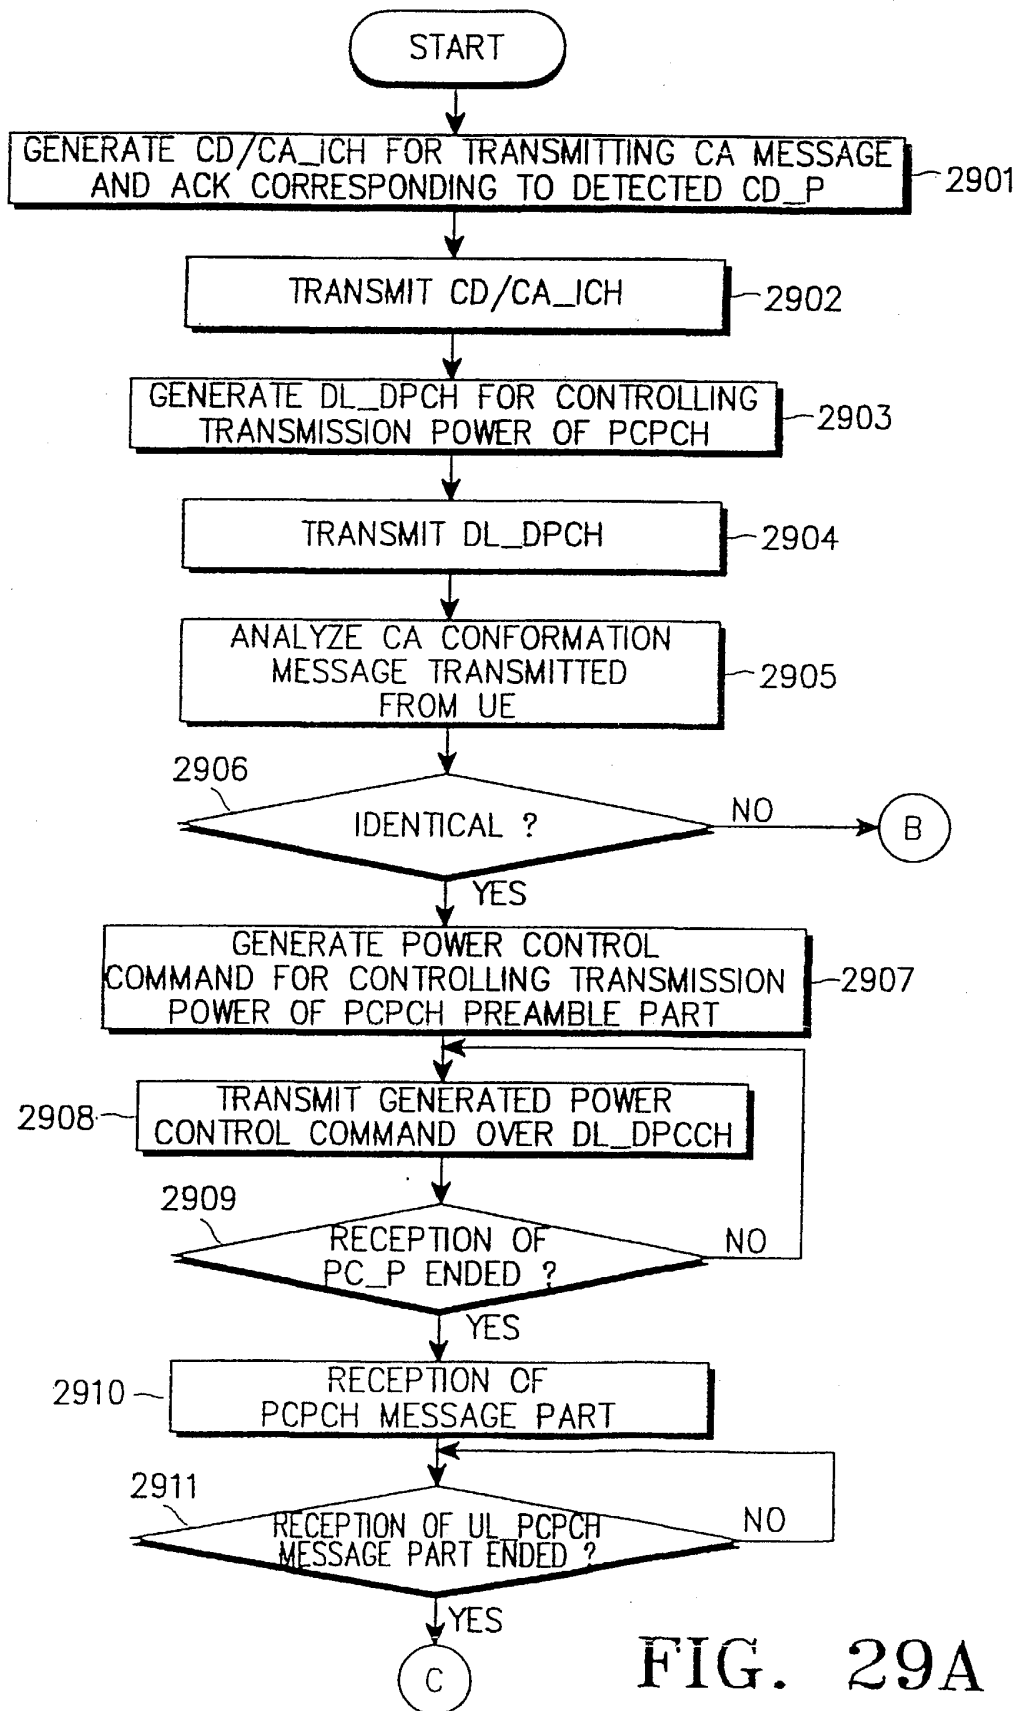 START
GENERATE CD/CA_ICH FOR TRANSMITTING CA MESSAGE
AND ACK CORRESPONDING TO DETECTED CD_P
2901
TRANSMIT CD/CA_ICH
2902
GENERATE DL_DPCH FOR CONTROLLING
TRANSMISSION POWER OF PCPCH
2903
TRANSMIT DL_DPCH
2904
ANALYZE CA CONFORMATION
MESSAGE TRANSMITTED
FROM UE
2905
2906
IDENTICAL ?
NO
B
YES
GENERATE POWER CONTROL
COMMAND FOR CONTROLLING TRANSMISSION
POWER OF PCPCH PREAMBLE PART
2907
2908
TRANSMIT GENERATED POWER
CONTROL COMMAND OVER DL_DPCCH
2909
RECEPTION OF
PC_P ENDED ?
NO
YES
2910
RECEPTION OF
PCPCH MESSAGE PART
2911
RECEPTION OF UL_PCPCH
MESSAGE PART ENDED ?
NO
YES
C
FIG. 29A